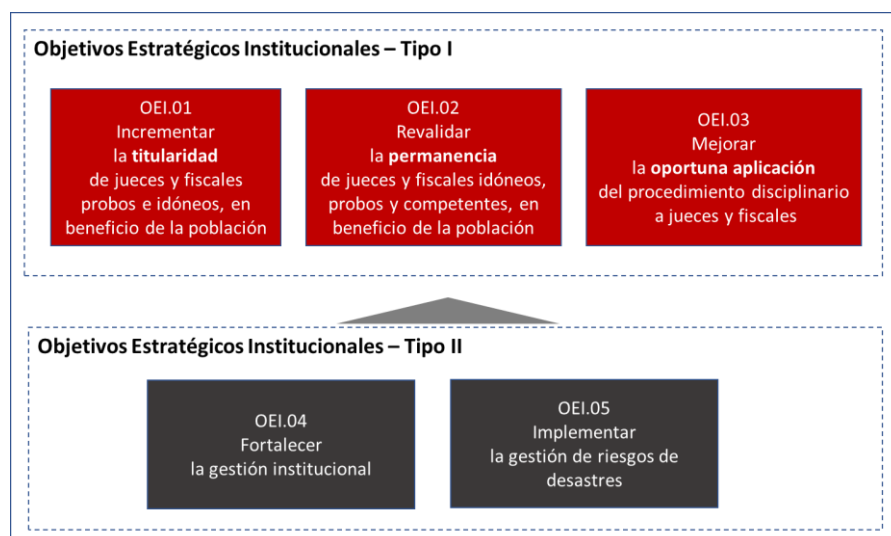 Objetivos Estratégicos Institucionales – Tipo I
OEI.01
Incrementar
la titularidad
de jueces y fiscales
probos e idóneos, en
beneficio de la población
OEI.02
Revalidar
la permanencia
de jueces y fiscales idóneos,
probos y competentes, en
beneficio de la población
OEI.03
Mejorar
la oportuna aplicación
del procedimiento disciplinario
a jueces y fiscales
Objetivos Estratégicos Institucionales – Tipo II
OEI.04
Fortalecer
la gestión institucional
OEI.05
Implementar
la gestión de riesgos de
desastres